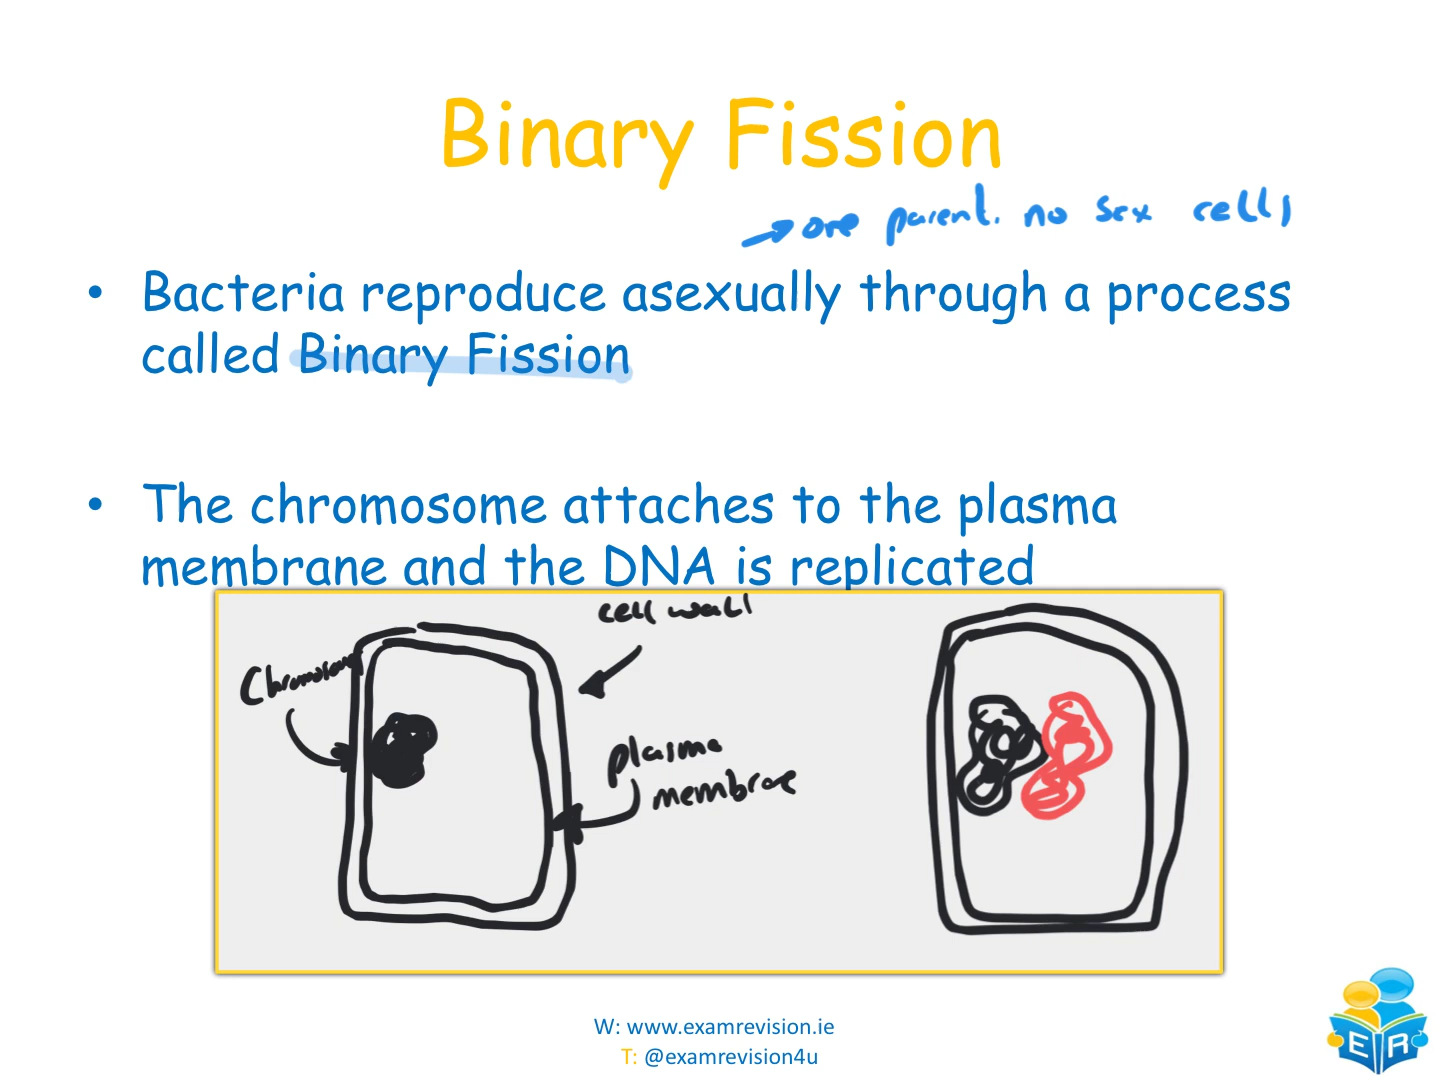 Binary Fission
→ one parent. no sex cells
• Bacteria reproduce asexually through a process
called Binary Fission
• The chromosome attaches to the plasma
membrane and the DNA is replicated
cell wall
Chromosome
plasma
membrane
W: www.examrevision.ie
T: @examrevision4u
E R